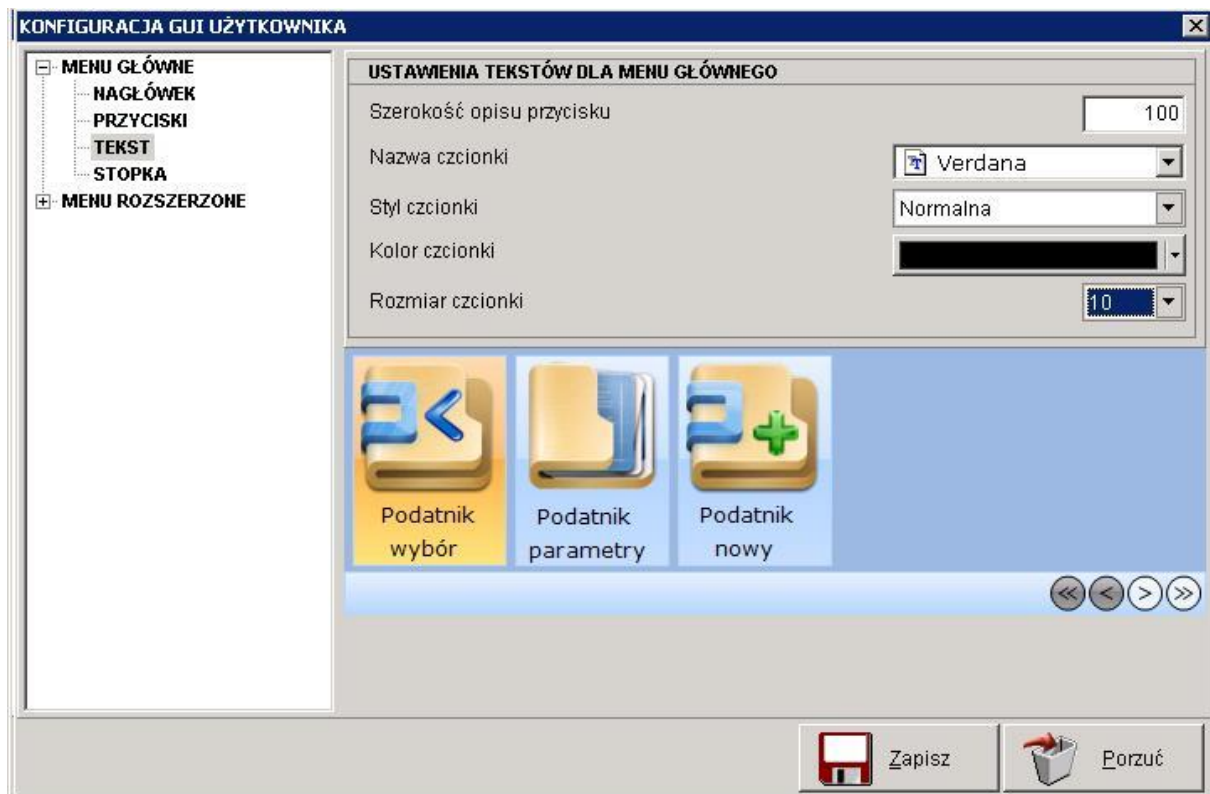 KONFIGURACJA GUI UŻYTKOWNIKA
MENU GŁÓWNE
NAGŁÓWEK
PRZYCISKI
TEKST
STOPKA
MENU ROZSZERZONE
USTAWIENIA TEKSTÓW DLA MENU GŁÓWNEGO
Szerokość opisu przycisku 100
Nazwa czcionki Verdana
Styl czcionki Normalna
Kolor czcionki
Rozmiar czcionki 10
Podatnik wybór
Podatnik parametry
Podatnik nowy
Zapisz
Porzuć